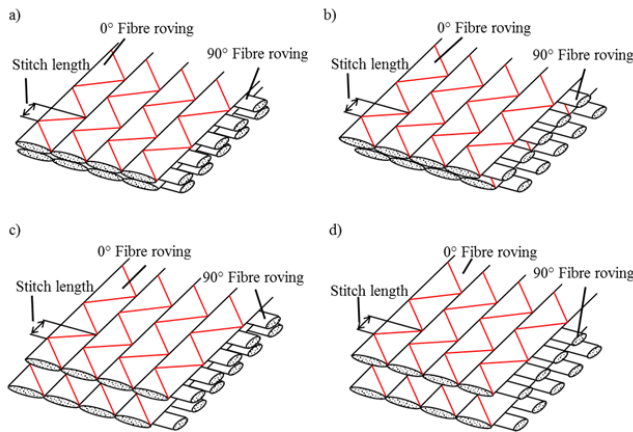 a)
0° Fibre roving
90° Fibre roving
Stitch length
b)
0° Fibre roving
90° Fibre roving
Stitch length
c)
0° Fibre roving
90° Fibre roving
Stitch length
d)
0° Fibre roving
90° Fibre roving
Stitch length